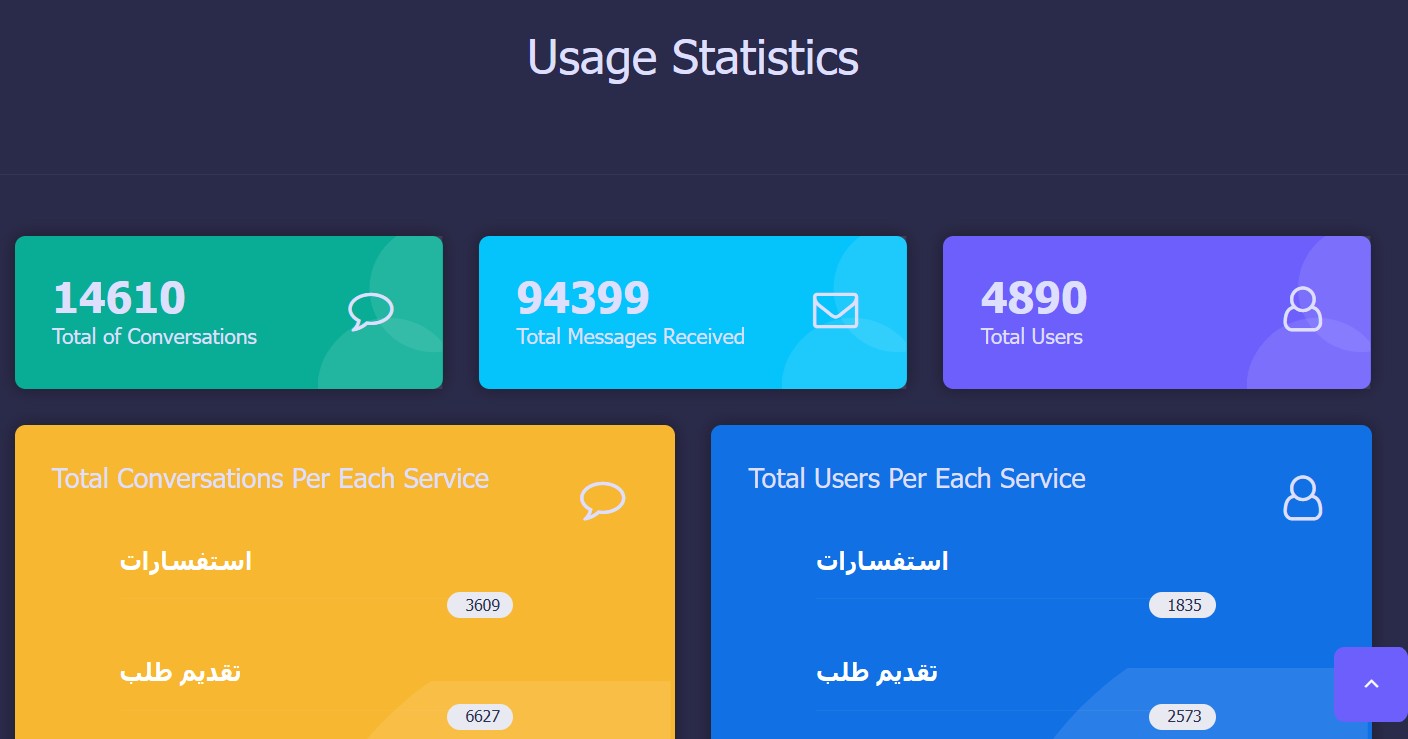 Usage Statistics
14610
Total of Conversations
94399
Total Messages Received
4890
Total Users
Total Conversations Per Each Service
استفسارات
3609
تقديم طلب
6627
Total Users Per Each Service
استفسارات
1835
تقديم طلب
2573